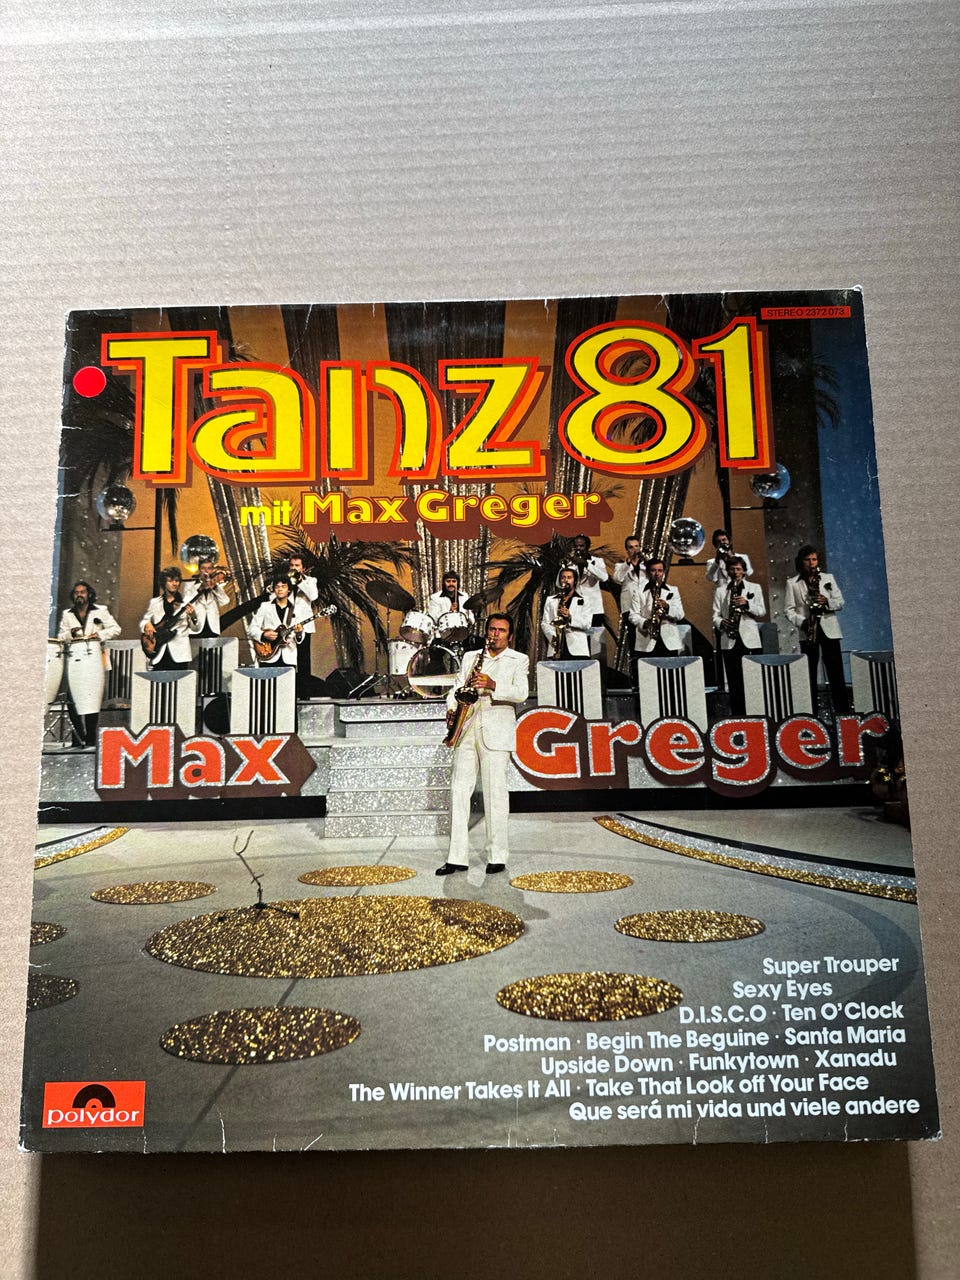 STEREO 2372 073
Tanz 81
mit Max Greger
Max Greger
Super Trouper
Sexy Eyes
D.I.S.C.O · Ten O'Clock
Postman · Begin The Beguine · Santa Maria
Upside Down · Funkytown · Xanadu
The Winner Takes It All · Take That Look off Your Face
Que será mi vida und viele andere
polydor